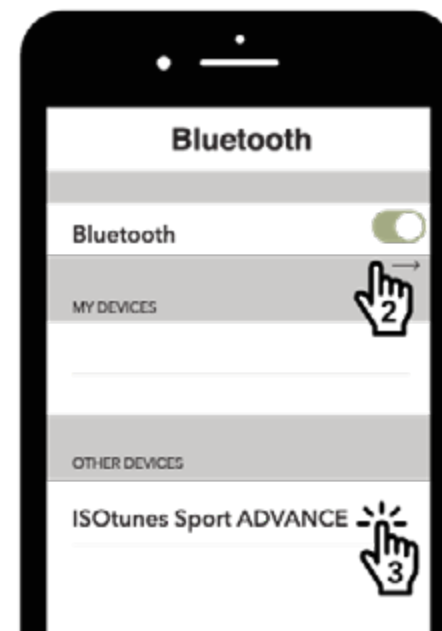 Bluetooth
Bluetooth
2
MY DEVICES
OTHER DEVICES
ISOtunes Sport ADVANCE
3